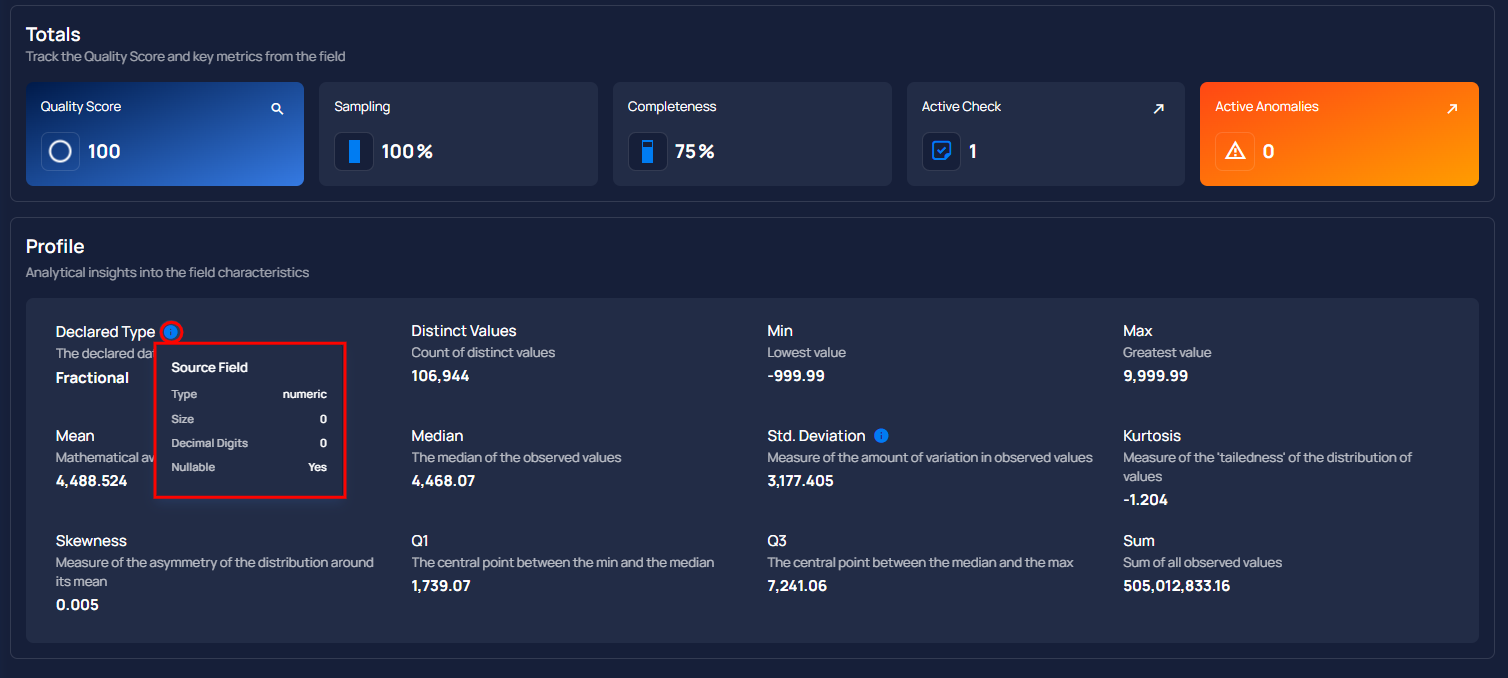 Totals
Track the Quality Score and key metrics from the field
Quality Score
100
Sampling
100%
Completeness
75%
Active Check
1
Active Anomalies
0
Profile
Analytical insights into the field characteristics
Declared Type
The declared da
Fractional
Source Field
Type numeric
Size 0
Decimal Digits 0
Nullable Yes
Distinct Values
Count of distinct values
106,944
Min
Lowest value
-999.99
Max
Greatest value
9,999.99
Mean
Mathematical av
4,488.524
Median
The median of the observed values
4,468.07
Std. Deviation
Measure of the amount of variation in observed values
3,177.405
Kurtosis
Measure of the 'tailedness' of the distribution of
values
-1.204
Skewness
Measure of the asymmetry of the distribution around
its mean
0.005
Q1
The central point between the min and the median
1,739.07
Q3
The central point between the median and the max
7,241.06
Sum
Sum of all observed values
505,012,833.16